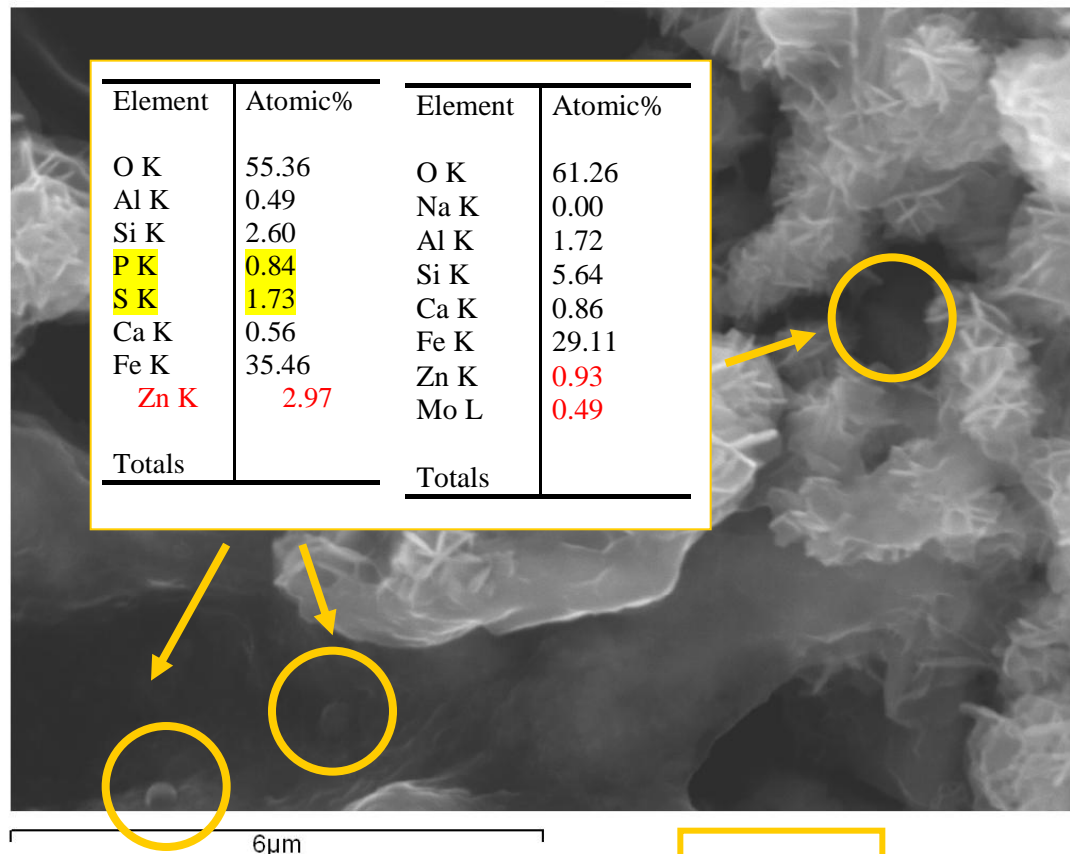 Element Atomic%
O K 55.36
Al K 0.49
Si K 2.60
P K 0.84
S K 1.73
Ca K 0.56
Fe K 35.46
Zn K 2.97
Totals
Element Atomic%
O K 61.26
Na K 0.00
Al K 1.72
Si K 5.64
Ca K 0.86
Fe K 29.11
Zn K 0.93
Mo L 0.49
Totals
6µm